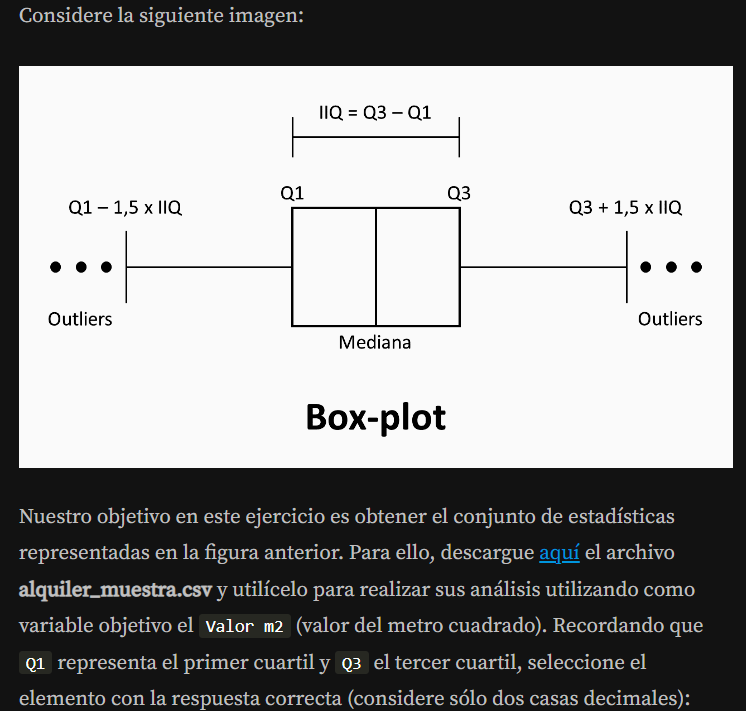 Considere la siguiente imagen:
IIQ = Q3 – Q1
Q1
Q3
Q1 – 1,5 x IIQ
Q3 + 1,5 x IIQ
Outliers
Outliers
Mediana
Box-plot
Nuestro objetivo en este ejercicio es obtener el conjunto de estadísticas
representadas en la figura anterior. Para ello, descargue aquí el archivo
alquiler_muestra.csv y utilícelo para realizar sus análisis utilizando como
variable objetivo el Valor m2 (valor del metro cuadrado). Recordando que
Q1 representa el primer cuartil y Q3 el tercer cuartil, seleccione el
elemento con la respuesta correcta (considere sólo dos casas decimales):